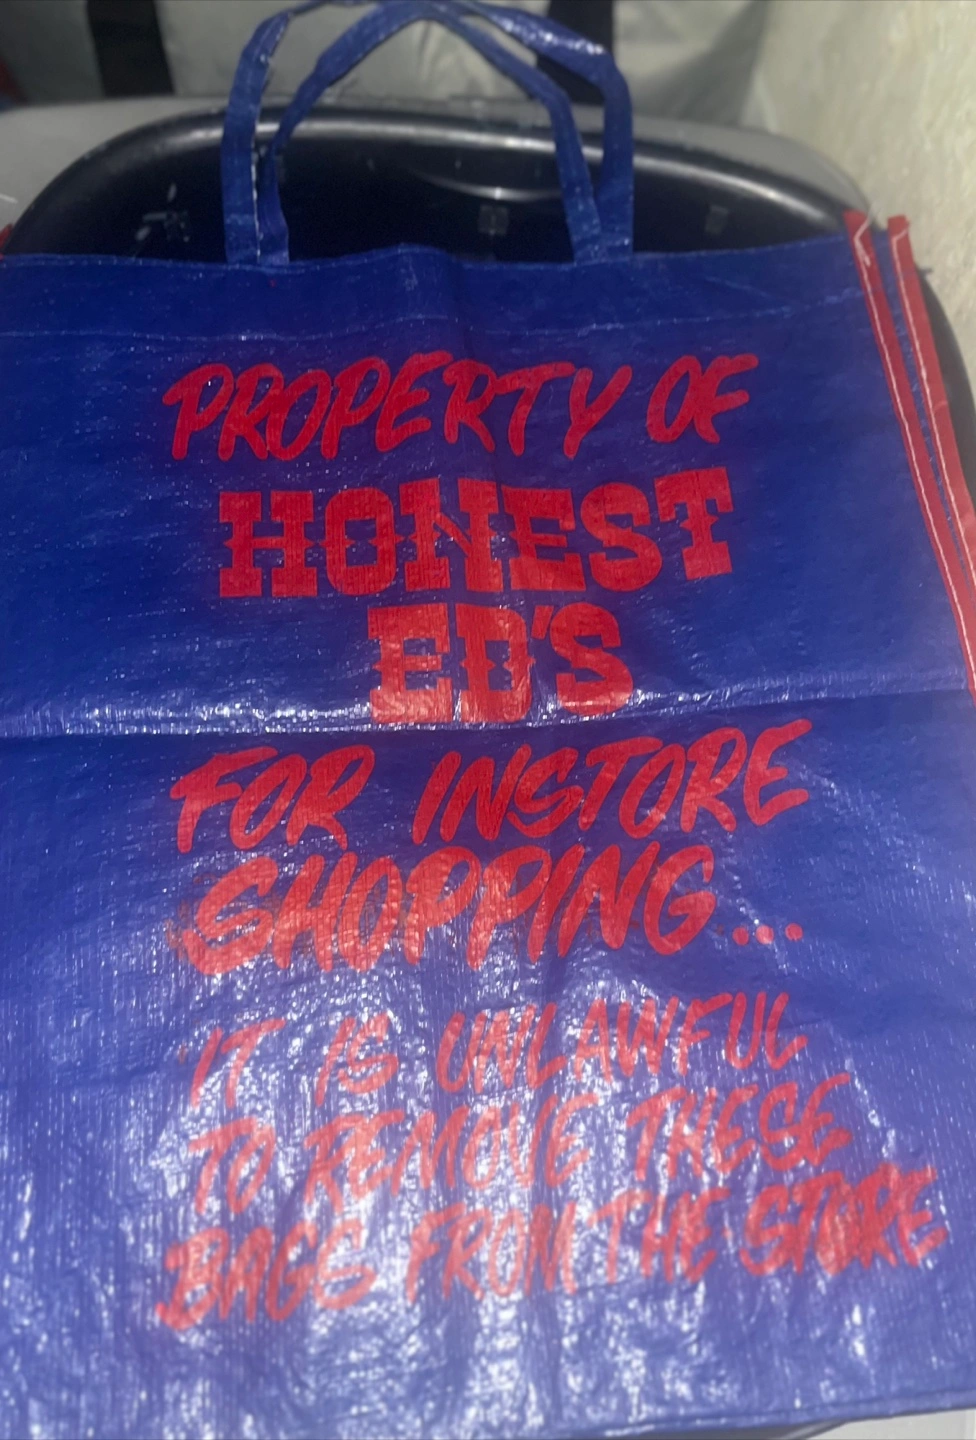 PROPERTY OF
HONEST
ED'S
FOR INSTORE
SHOPPING...
IT IS UNLAWFUL
TO REMOVE THESE
BAGS FROM THE STORE